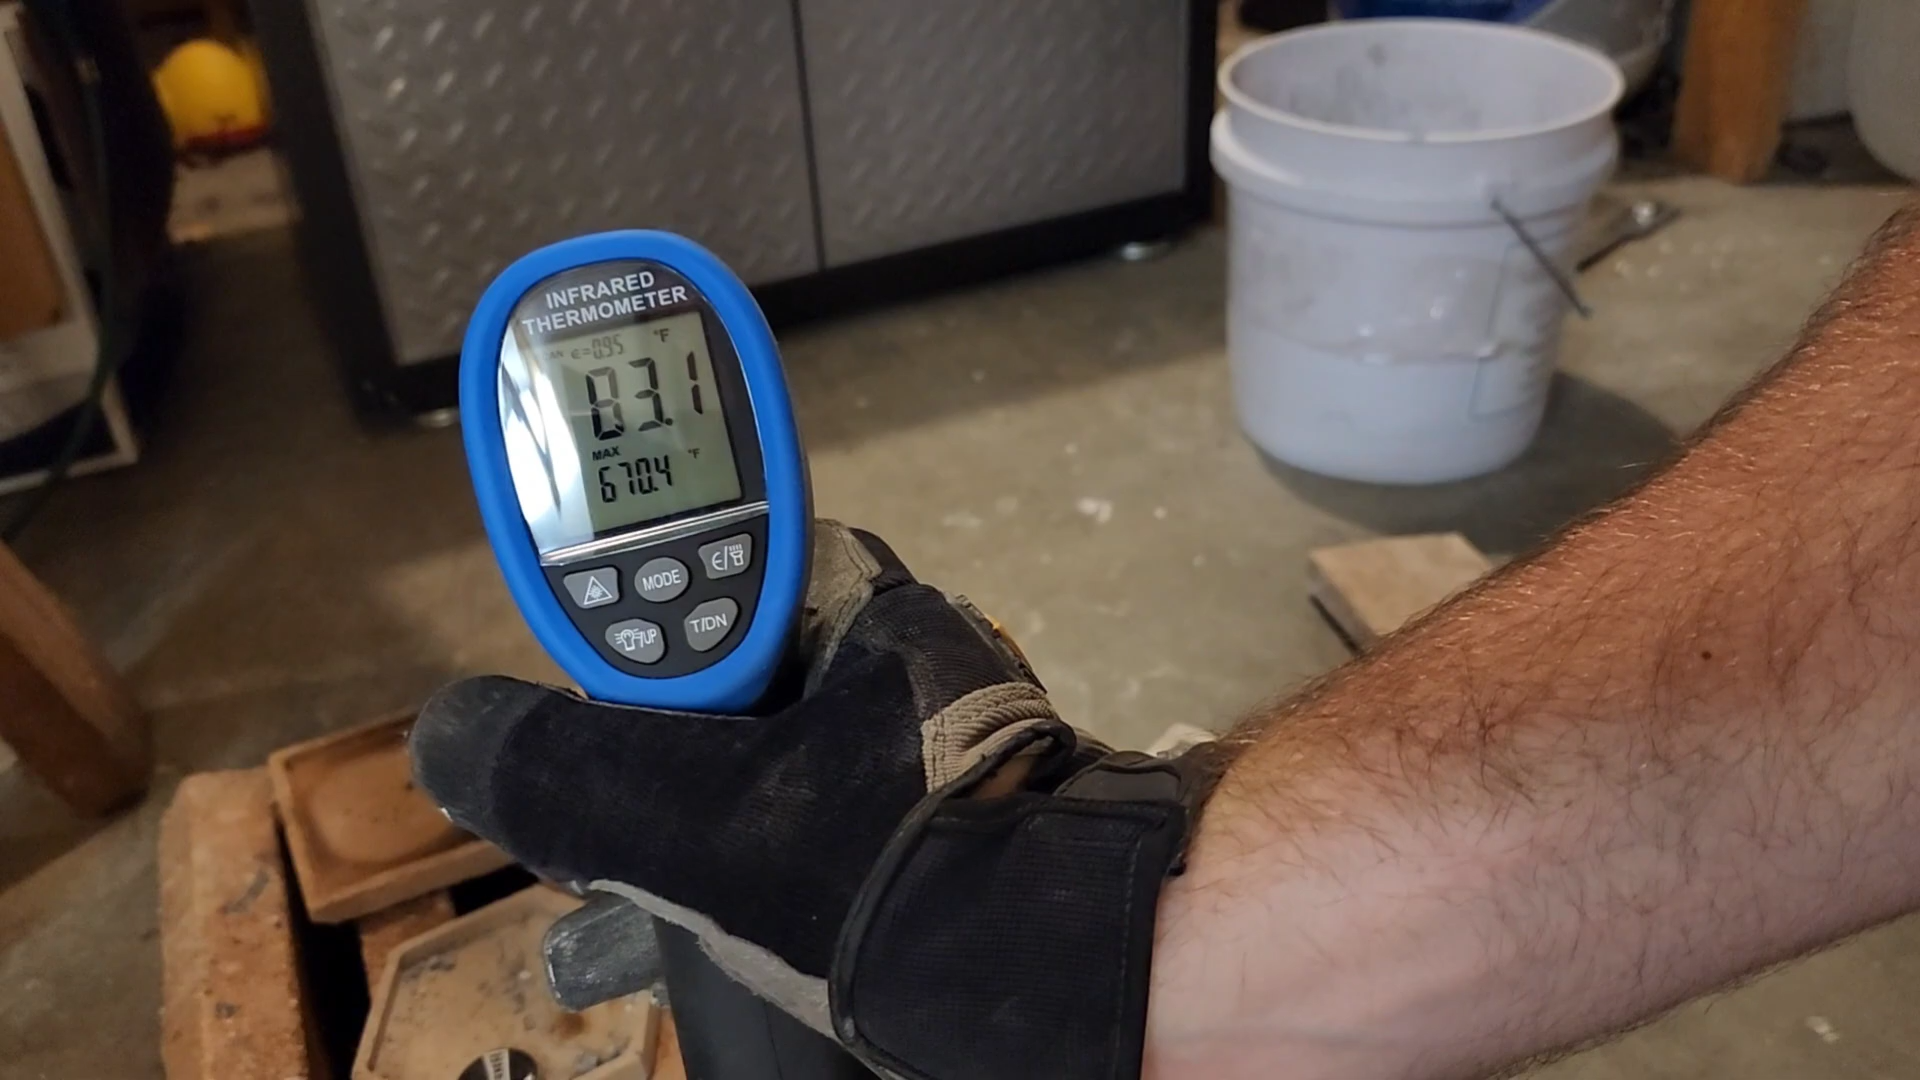 INFRARED
THERMOMETER
ε=0.95 °F
83.1
MAX °F
670.4
MODE
ε/
/UP
T/DN